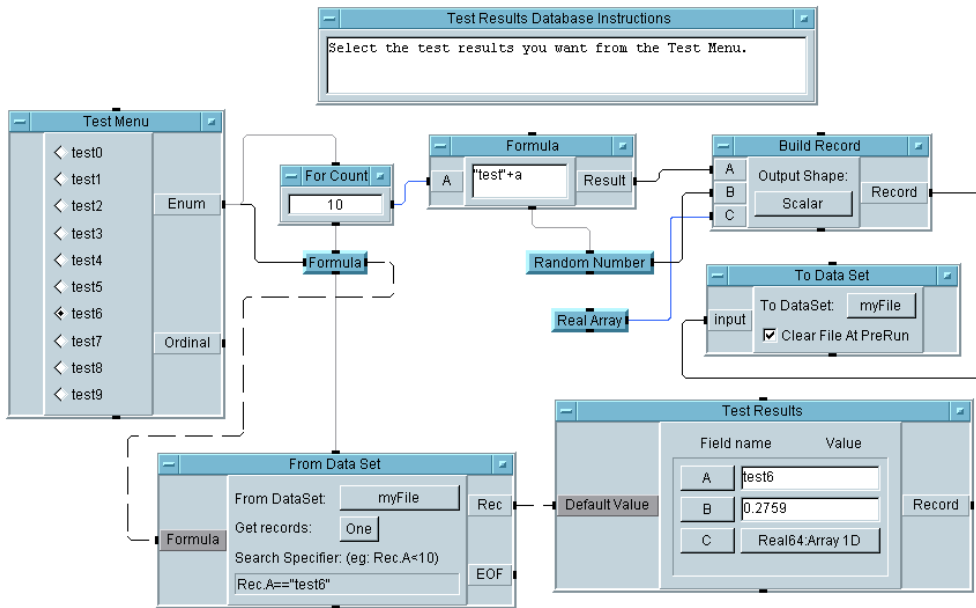 Test Results Database Instructions
Select the test results you want from the Test Menu.
Test Menu
test0
test1
test2
test3
test4
test5
test6
test7
test8
test9
Enum
Ordinal
For Count
10
Formula
Formula
A
"test"+a
Result
Random Number
Real Array
Build Record
A
B
C
Output Shape:
Scalar
Record
To Data Set
input
To DataSet: myFile
Clear File At PreRun
From Data Set
Formula
From DataSet: myFile
Get records: One
Search Specifier: (eg: Rec.A<10)
Rec.A=="test6"
Rec
EOF
Test Results
Default Value
Field name Value
A test6
B 0.2759
C Real64:Array 1D
Record